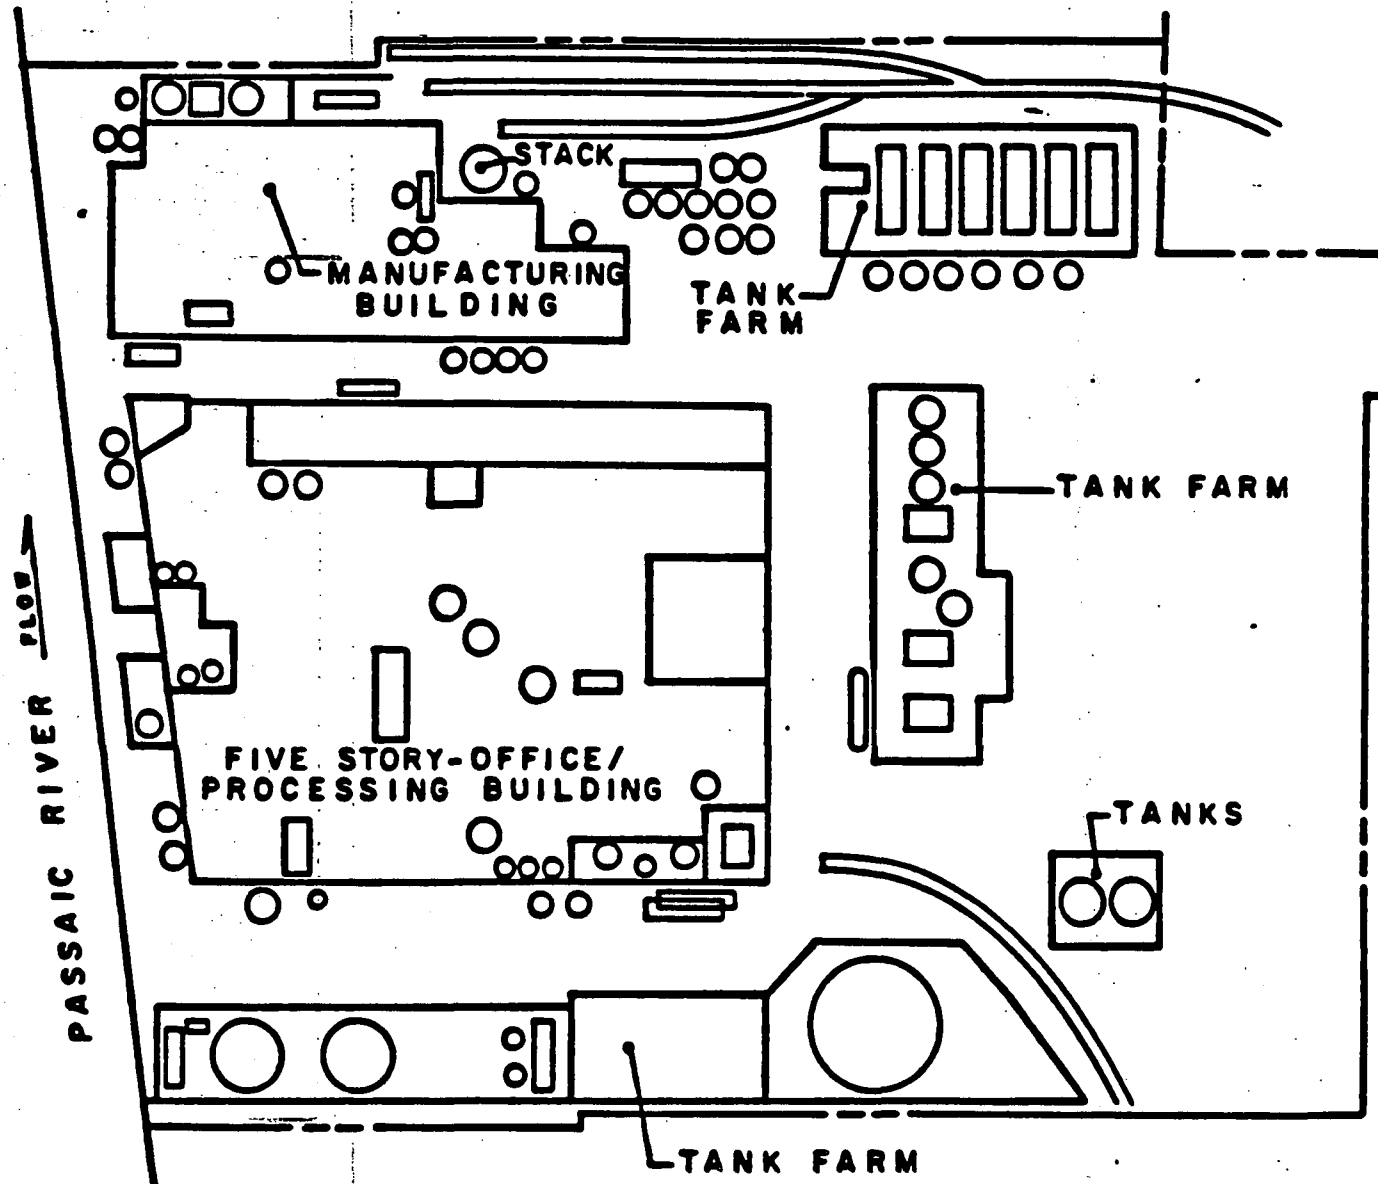 STACK
MANUFACTURING
BUILDING
TANK
FARM
TANK FARM
FLOW
PASSAIC RIVER
FIVE STORY-OFFICE/
PROCESSING BUILDING
TANKS
TANK FARM